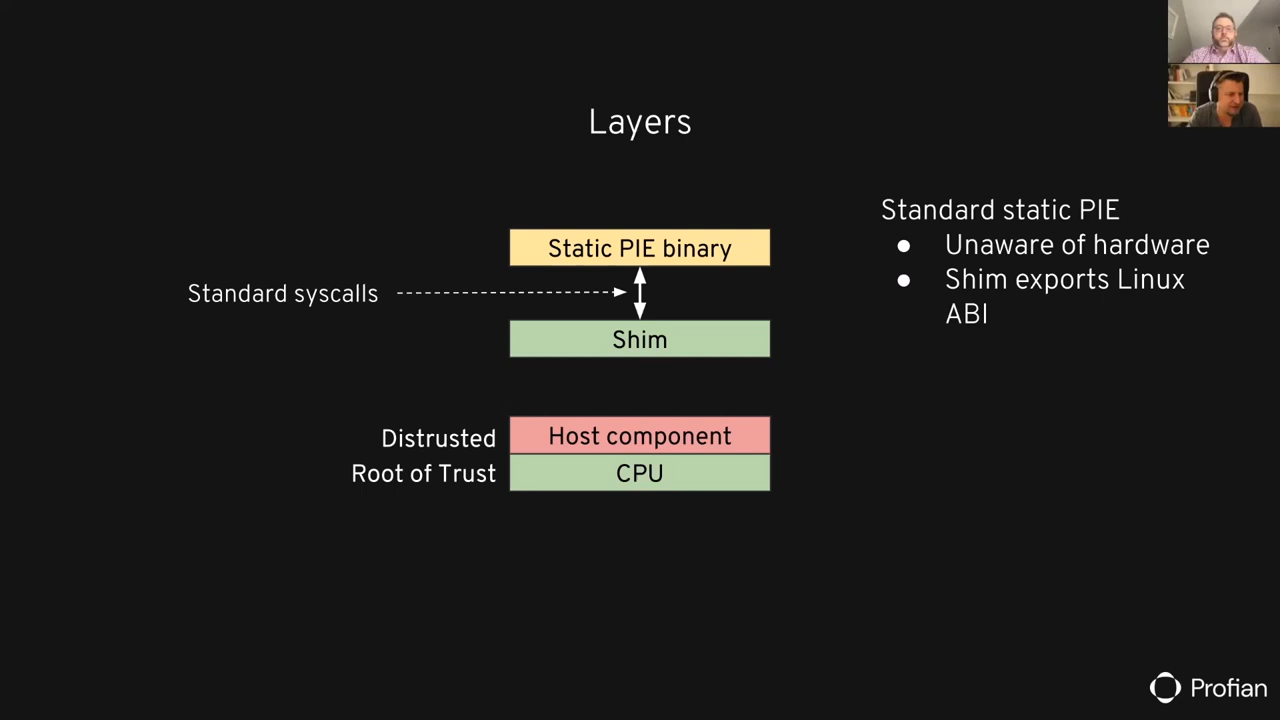 Layers
Standard static PIE
● Unaware of hardware
● Shim exports Linux
ABI
Static PIE binary
Standard syscalls
Shim
Distrusted
Host component
Root of Trust
CPU
Profian